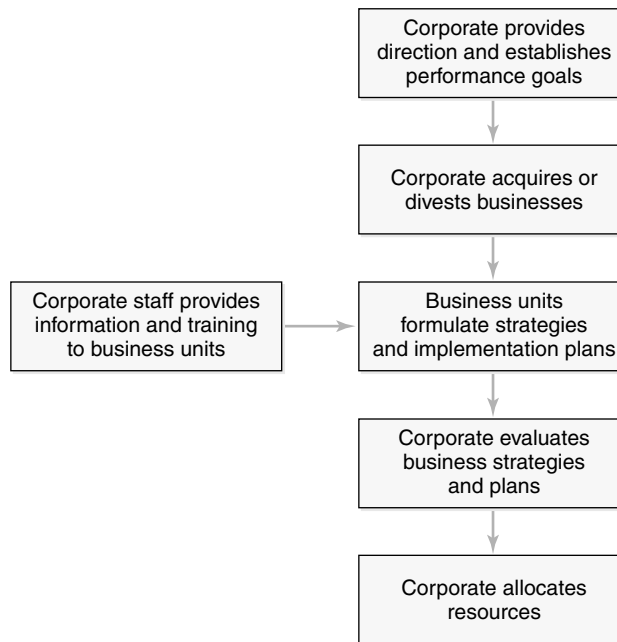 Corporate provides
direction and establishes
performance goals
Corporate acquires or
divests businesses
Corporate staff provides
information and training
to business units
Business units
formulate strategies
and implementation plans
Corporate evaluates
business strategies
and plans
Corporate allocates
resources